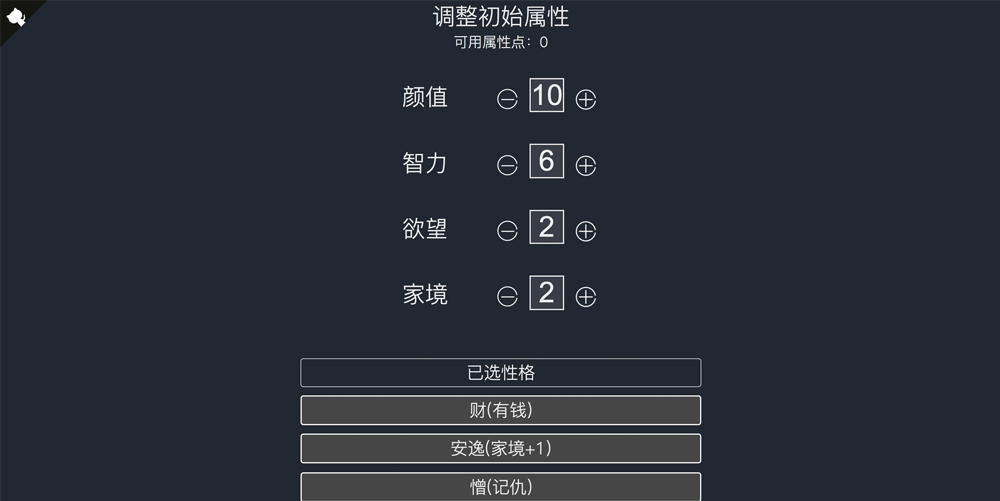 调整初始属性
可用属性点：0
颜值 10
智力 6
欲望 2
家境 2
已选性格
财(有钱)
安逸(家境+1)
憎(记仇)